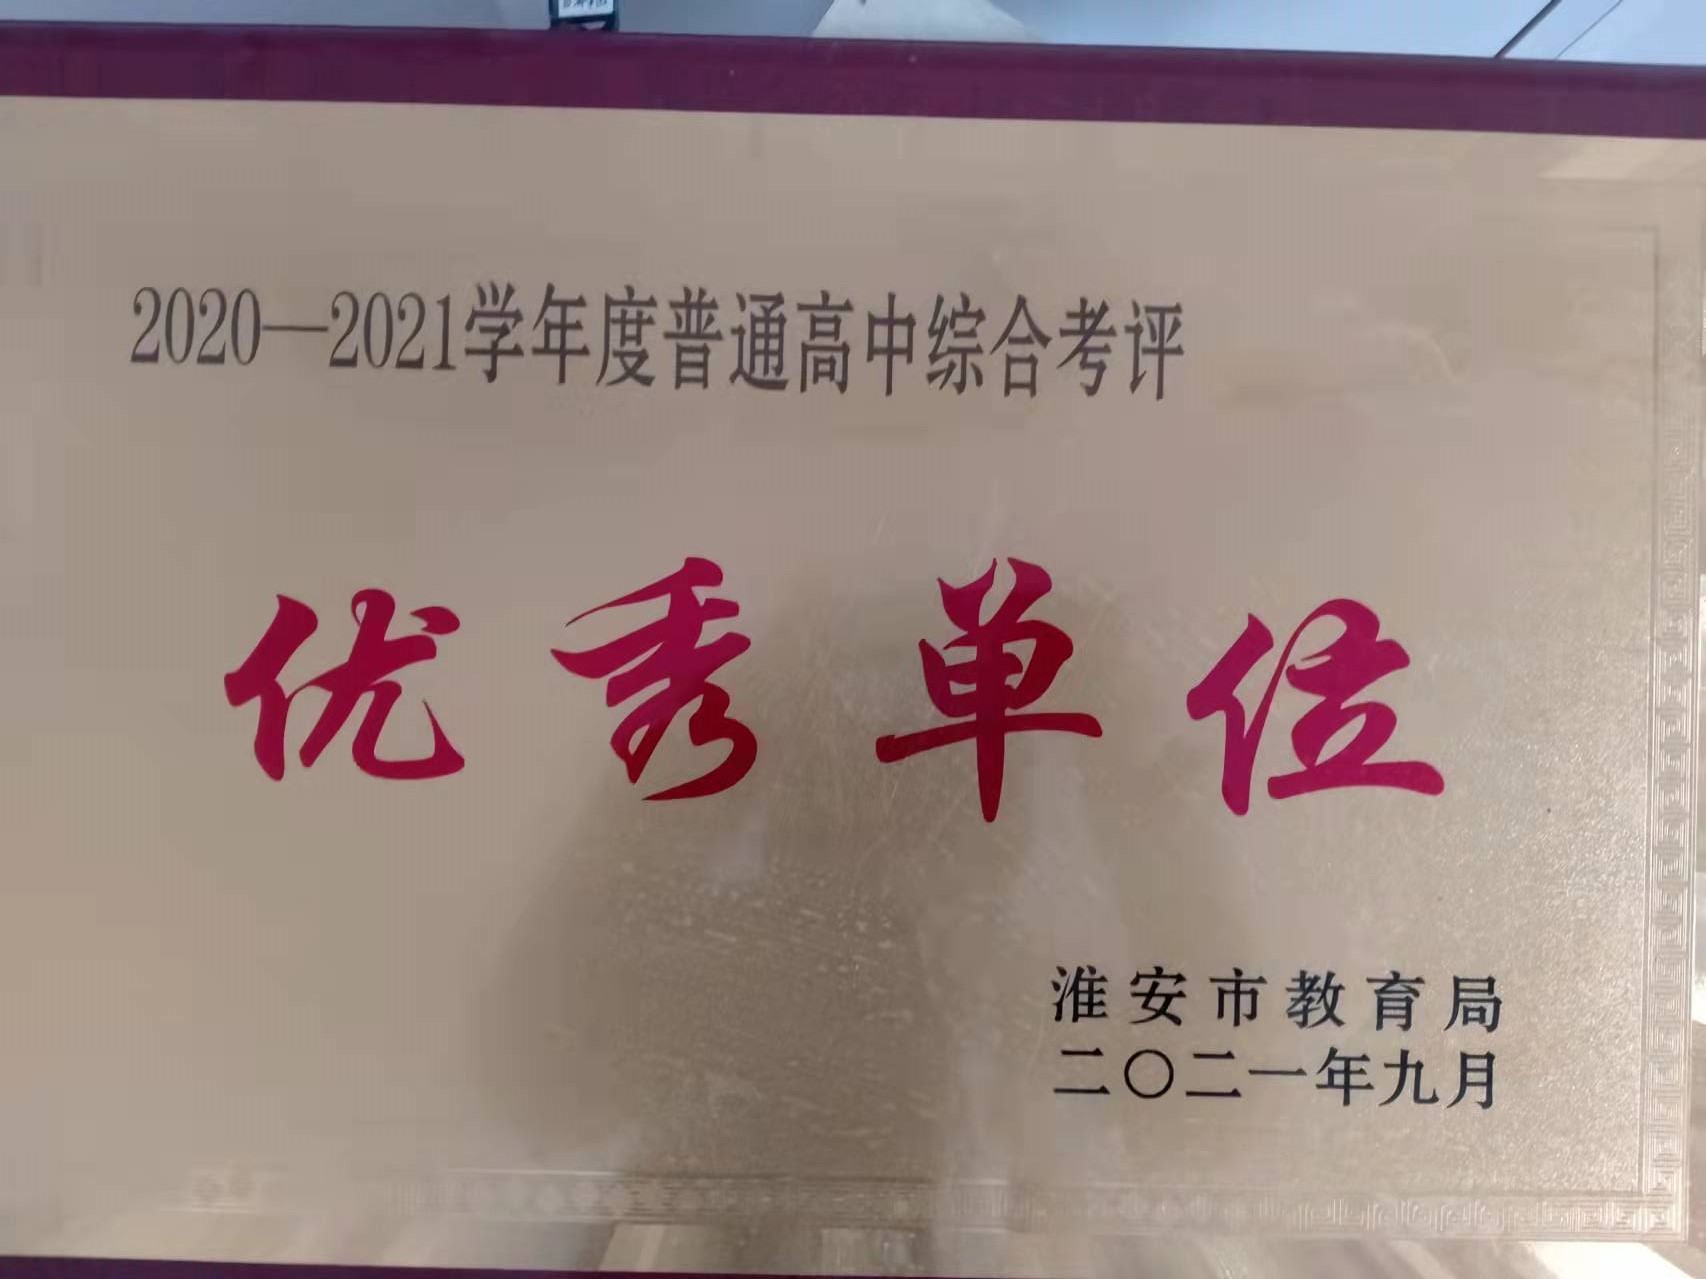 2020—2021学年度普通高中综合考评
优秀单位
淮安市教育局
二〇二一年九月